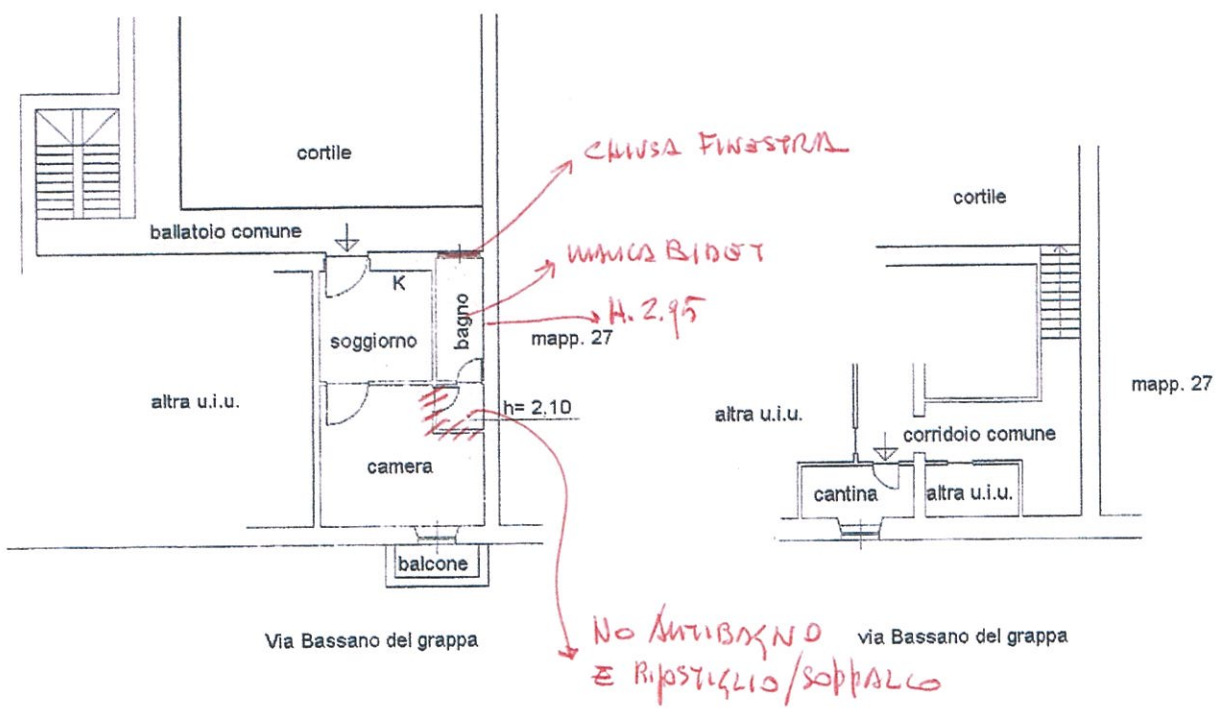 cortile
CHIUSA FINESTRA
cortile
ballatoio comune
MANCA BIDET
K
H. 2.95
bagno
soggiorno
mapp. 27
mapp. 27
altra u.i.u.
h= 2.10
altra u.i.u.
corridoio comune
camera
cantina
altra u.i.u.
balcone
Via Bassano del grappa
NO ANTIBAGNO
E RIPOSTIGLIO/SOPPALCO
via Bassano del grappa